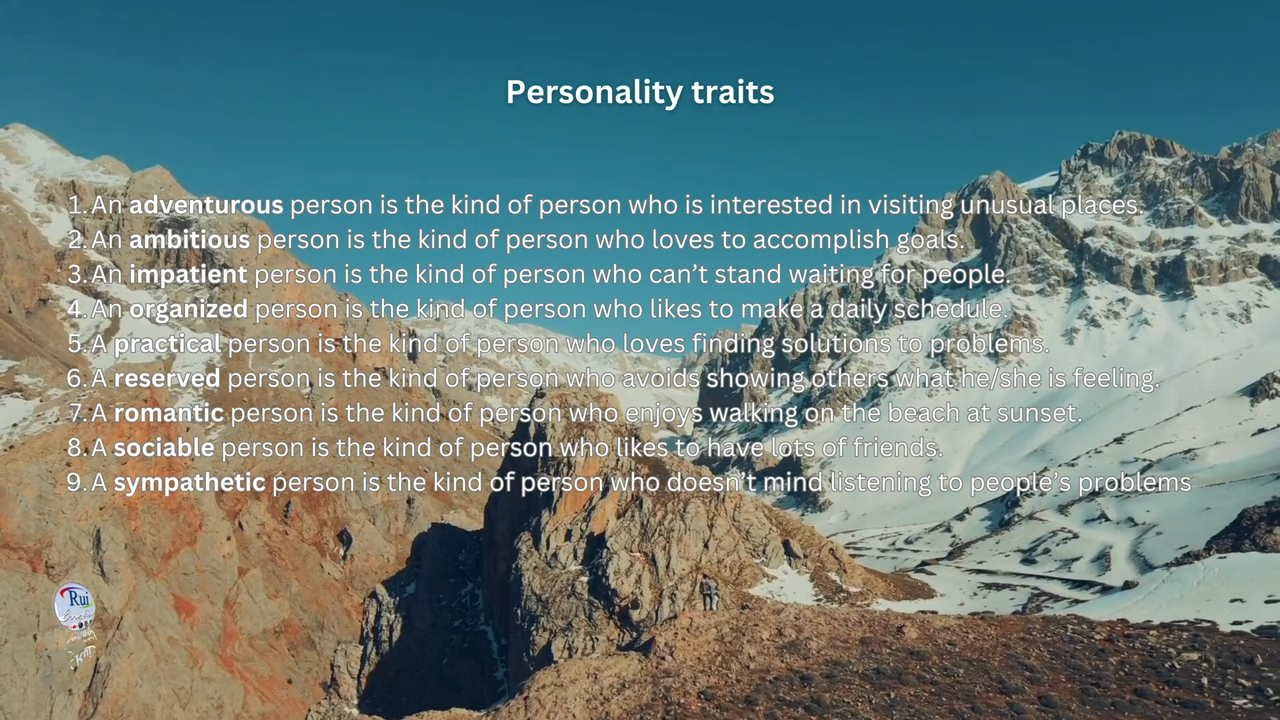 Personality traits
1. An adventurous person is the kind of person who is interested in visiting unusual places.
2. An ambitious person is the kind of person who loves to accomplish goals.
3. An impatient person is the kind of person who can't stand waiting for people.
4. An organized person is the kind of person who likes to make a daily schedule.
5. A practical person is the kind of person who loves finding solutions to problems.
6. A reserved person is the kind of person who avoids showing others what he/she is feeling.
7. A romantic person is the kind of person who enjoys walking on the beach at sunset.
8. A sociable person is the kind of person who likes to have lots of friends.
9. A sympathetic person is the kind of person who doesn't mind listening to people's problems
Rui